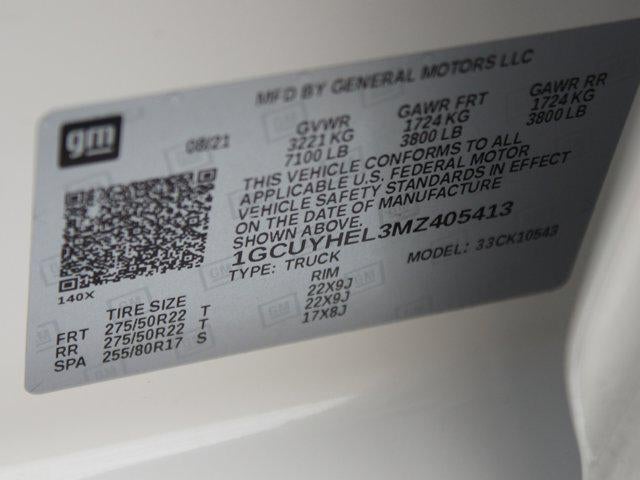 MFD BY GENERAL MOTORS LLC
gm
08/21
GVWR GAWR FRT GAWR RR
3221 KG 1724 KG 1724 KG
7100 LB 3800 LB 3800 LB
THIS VEHICLE CONFORMS TO ALL
APPLICABLE U.S. FEDERAL MOTOR
VEHICLE SAFETY STANDARDS IN EFFECT
ON THE DATE OF MANUFACTURE
SHOWN ABOVE.
1GCUYHEL3MZ405413
TYPE: TRUCK MODEL: 33CK10543
140X
TIRE SIZE RIM
FRT 275/50R22 T 22X9J
RR 275/50R22 T 22X9J
SPA 255/80R17 S 17X8J